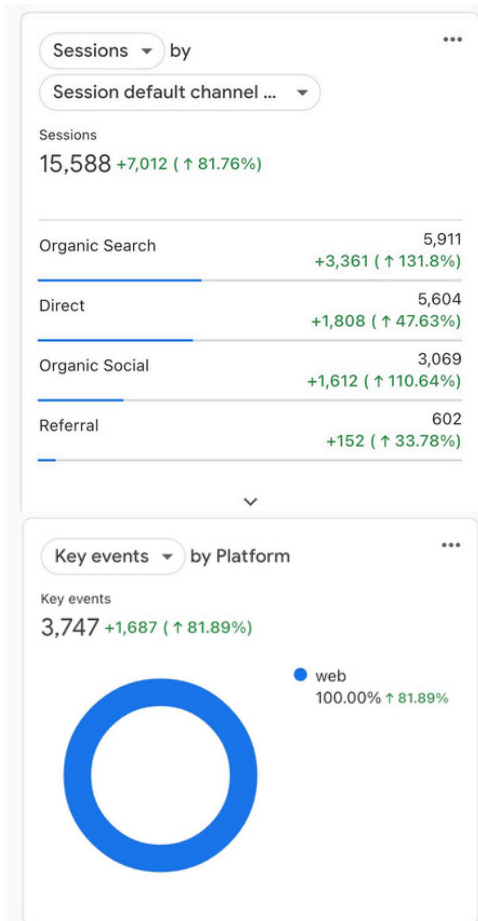 Sessions by
Session default channel ...
Sessions
15,588 +7,012 (↑ 81.76%)
Organic Search 5,911
+3,361 (↑ 131.8%)
Direct 5,604
+1,808 (↑ 47.63%)
Organic Social 3,069
+1,612 (↑ 110.64%)
Referral 602
+152 (↑ 33.78%)
Key events by Platform
Key events
3,747 +1,687 (↑ 81.89%)
web
100.00% ↑ 81.89%